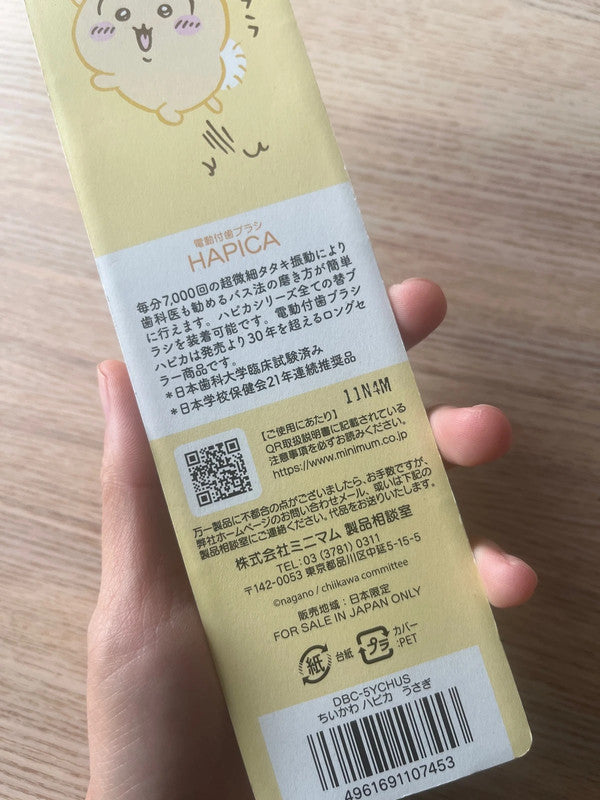 電動付歯ブラシ
HAPICA
毎分7,000回の超微細タタキ振動により
歯科医も勧めるバス法の磨き方が簡単
に行えます。ハピカシリーズ全ての替ブ
ラシを装着可能です。電動付歯ブラシ
ハピカは発売より30年を超えるロングセ
ラー商品です。
*日本歯科大学臨床試験済み
*日本学校保健会21年連続推奨品
11N4M
【ご使用にあたり】
QR取扱説明書に記載されている
注意事項を必ずお読みください。
https://www.minimum.co.jp
万一製品に不都合の点がございましたら、お手数ですが、
弊社ホームページのお問い合わせメール、或いは下記の
製品相談室にご連絡ください。代品をお送りいたします。
株式会社ミニマム 製品相談室
TEL: 03 (3781) 0311
〒142-0053 東京都品川区中延5-15-5
©nagano / chiikawa committee
販売地域:日本限定
FOR SALE IN JAPAN ONLY
紙 台紙 プラ カバー
:PET
DBC-5YCHUS
ちいかわ ハピカ うさぎ
4961691107453